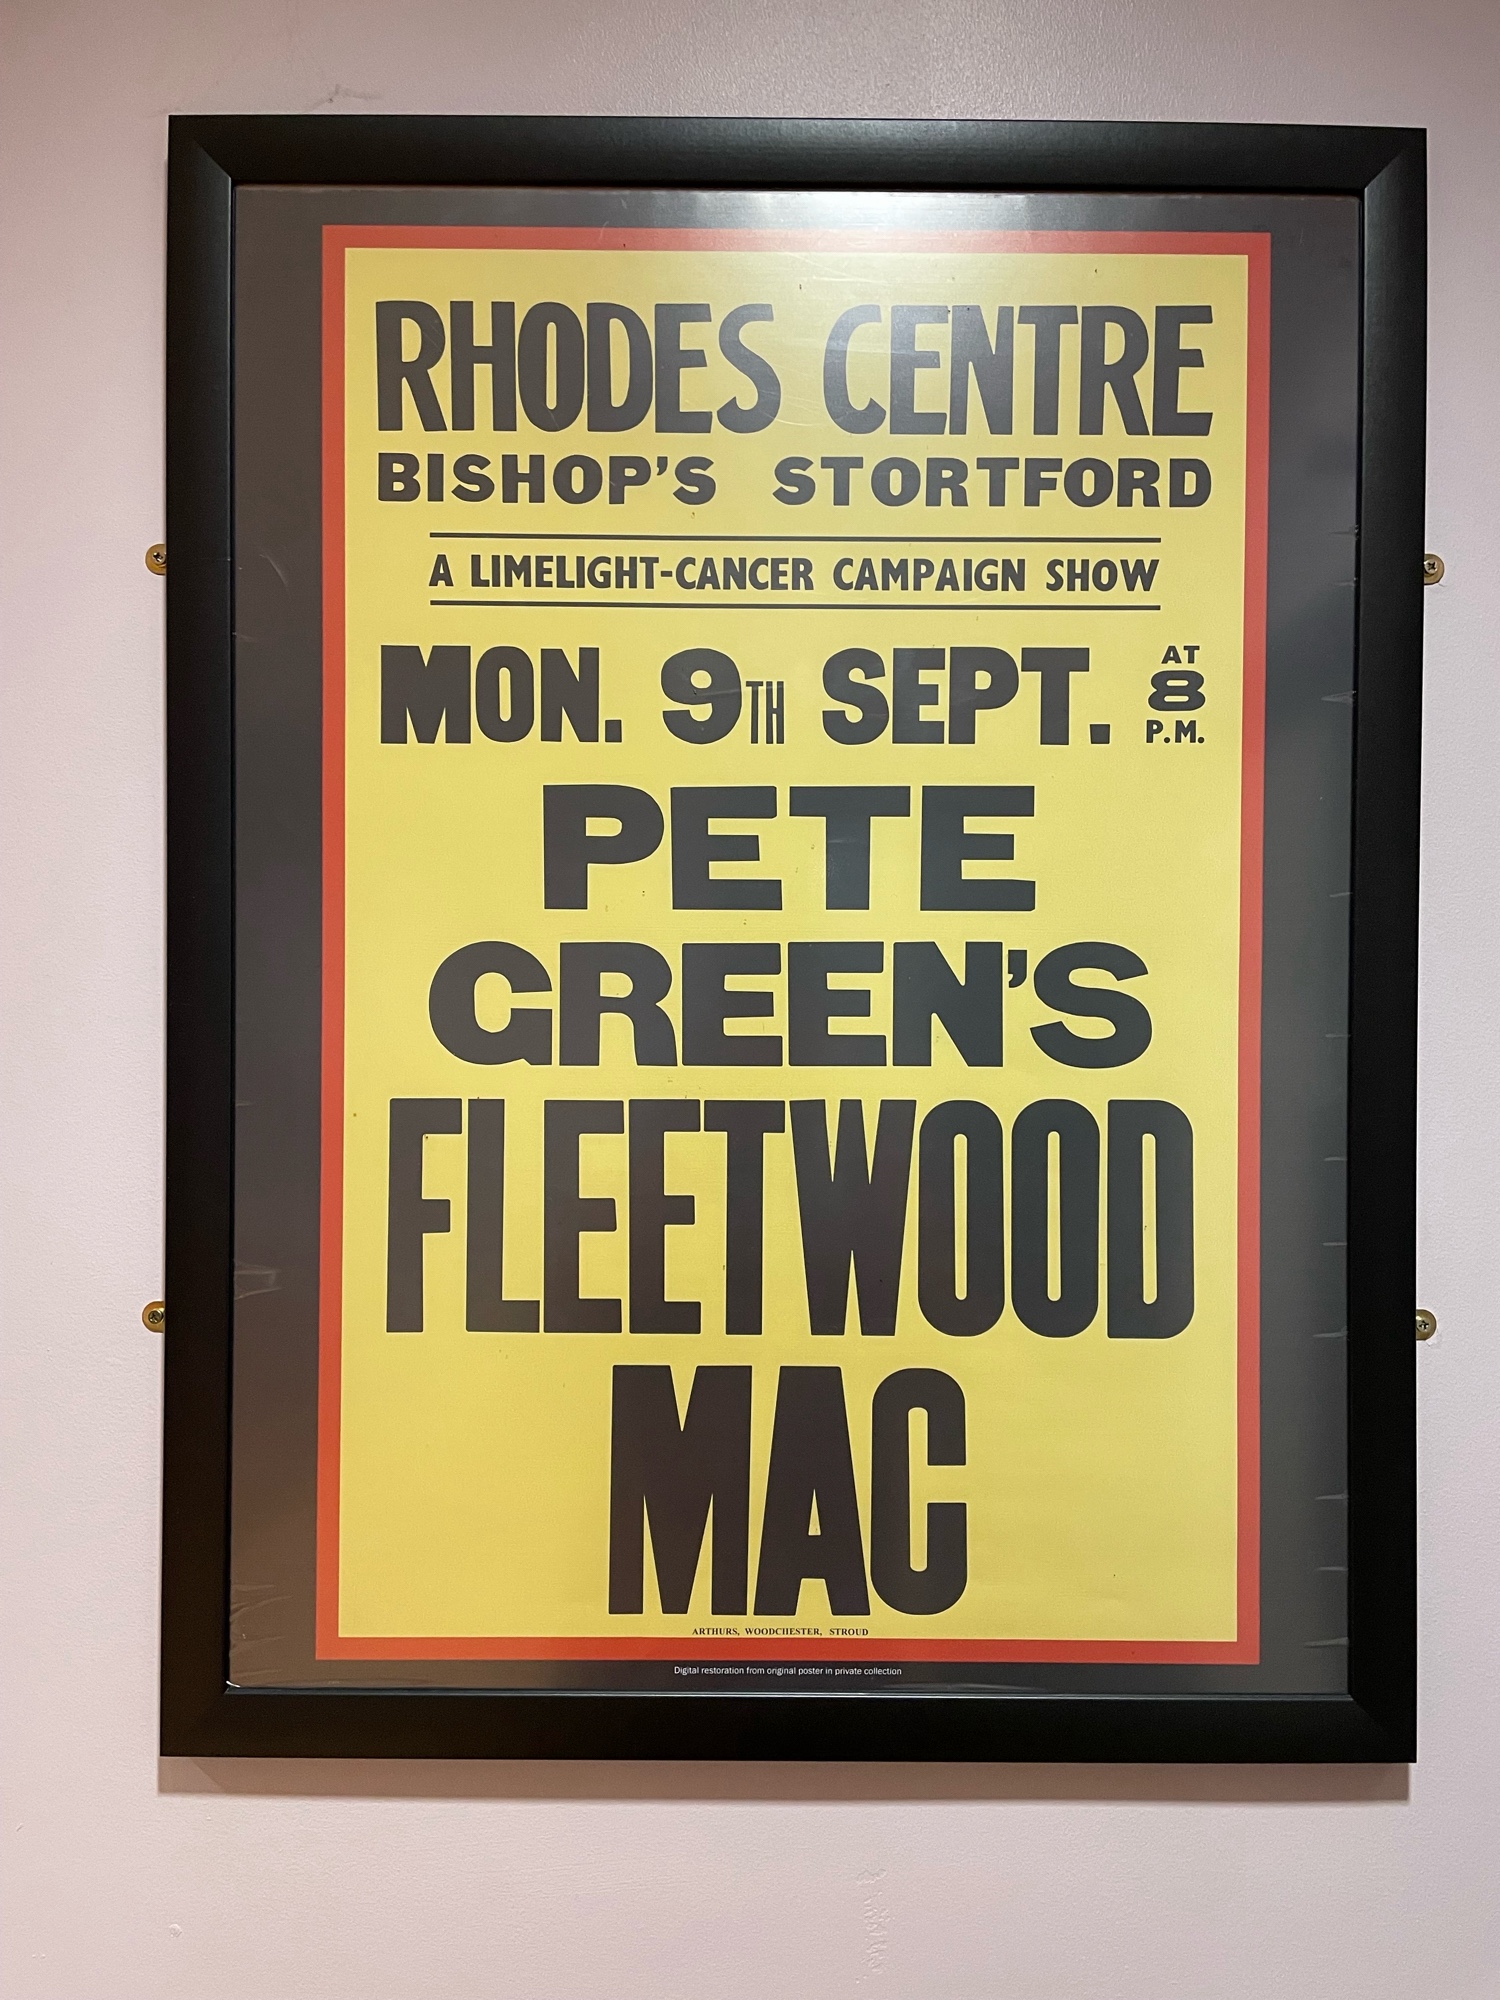 RHODES CENTRE
BISHOP'S STORTFORD
A LIMELIGHT-CANCER CAMPAIGN SHOW
MON. 9TH SEPT. AT 8 P.M.
PETE
GREEN'S
FLEETWOOD
MAC
ARTHURS, WOODCHESTER, STROUD
Digital restoration from original poster in private collection